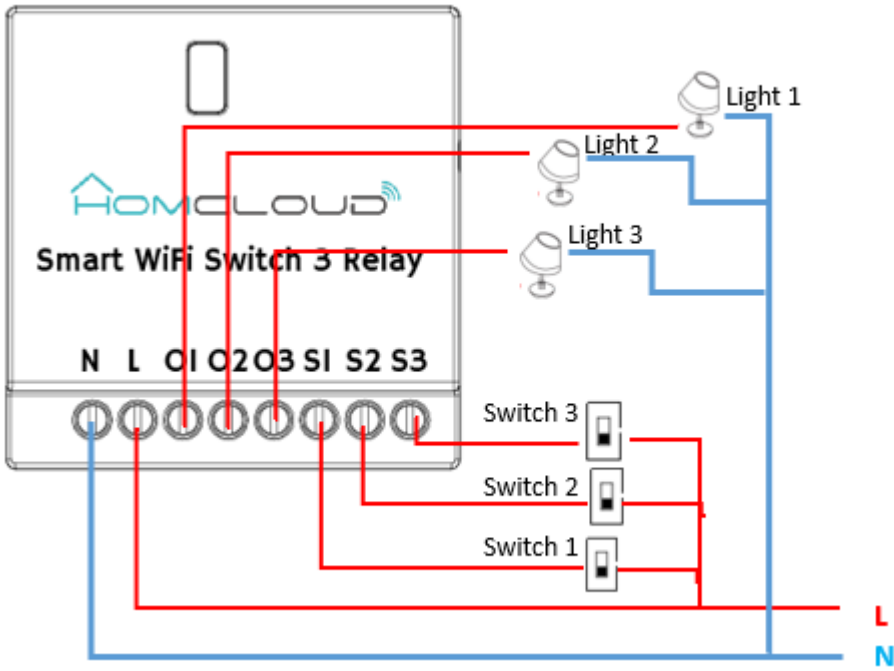 Light 1
Light 2
HOMCLOUD
Light 3
Smart WiFi Switch 3 Relay
N L O1 O2 O3 S1 S2 S3
Switch 3
Switch 2
Switch 1
L
N